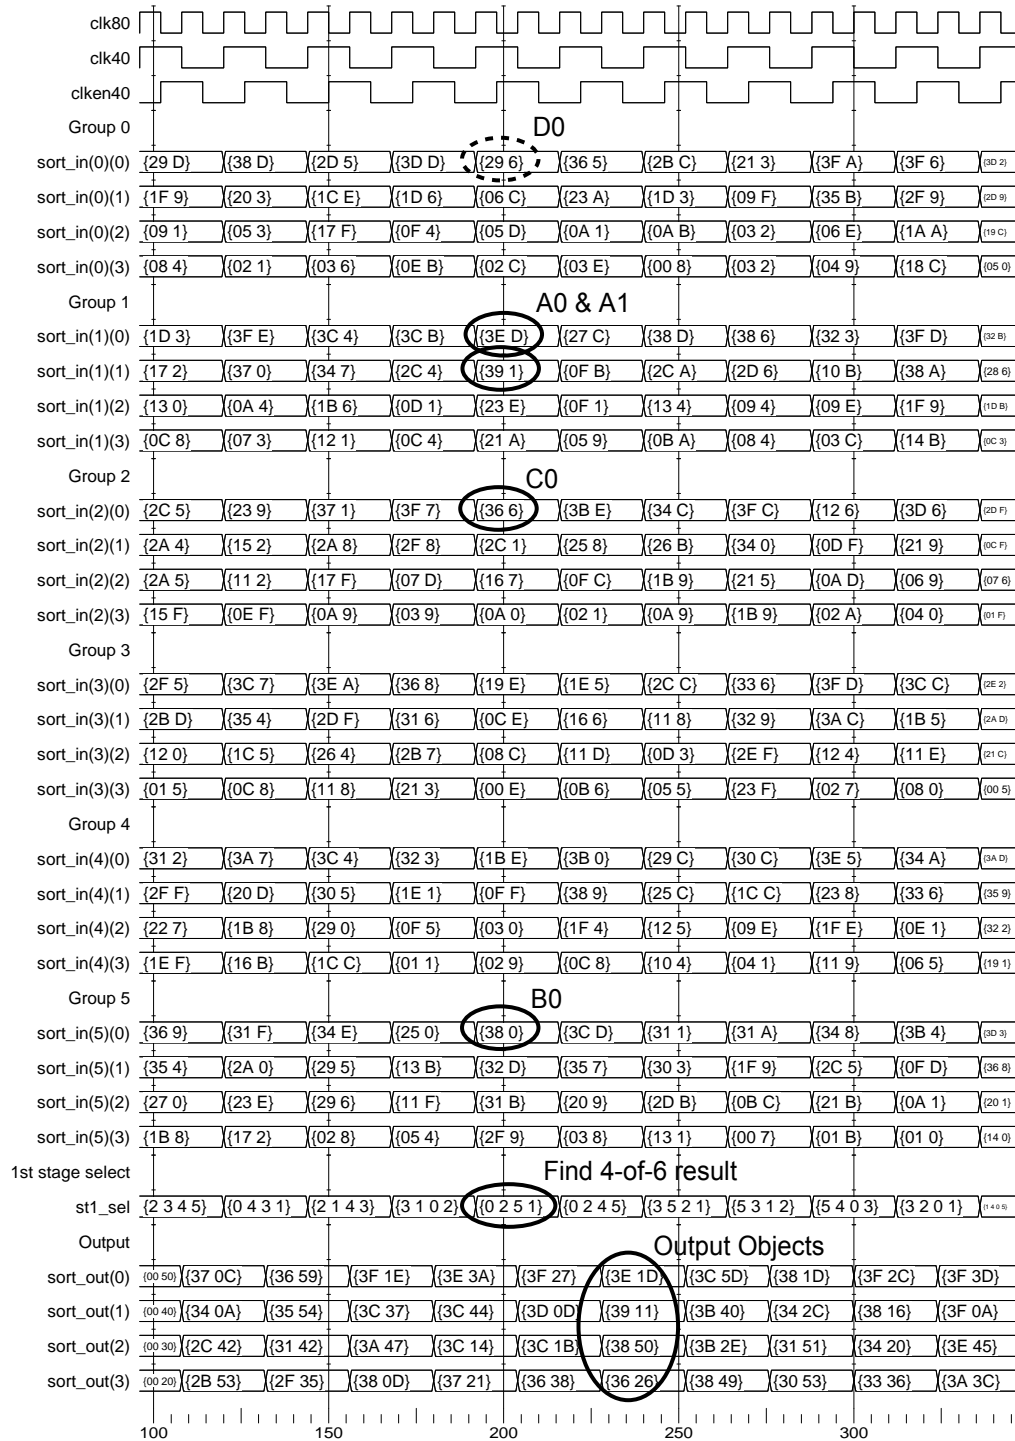 clk80
clk40
clken40
Group 0
D0
sort_in(0)(0) {29 D} {38 D} {2D 5} {3D D} {29 6} {36 5} {2B C} {21 3} {3F A} {3F 6} {3D 2}
sort_in(0)(1) {1F 9} {20 3} {1C E} {1D 6} {06 C} {23 A} {1D 3} {09 F} {35 B} {2F 9} {2D 9}
sort_in(0)(2) {09 1} {05 3} {17 F} {0F 4} {05 D} {0A 1} {0A B} {03 2} {06 E} {1A A} {19 C}
sort_in(0)(3) {08 4} {02 1} {03 6} {0E B} {02 C} {03 E} {00 8} {03 2} {04 9} {18 C} {05 0}
Group 1
A0 & A1
sort_in(1)(0) {1D 3} {3F E} {3C 4} {3C B} {3E D} {27 C} {38 D} {38 6} {32 3} {3F D} {32 B}
sort_in(1)(1) {17 2} {37 0} {34 7} {2C 4} {39 1} {0F B} {2C A} {2D 6} {10 B} {38 A} {28 6}
sort_in(1)(2) {13 0} {0A 4} {1B 6} {0D 1} {23 E} {0F 1} {13 4} {09 4} {09 E} {1F 9} {1D B}
sort_in(1)(3) {0C 8} {07 3} {12 1} {0C 4} {21 A} {05 9} {0B A} {08 4} {03 C} {14 B} {0C 3}
Group 2
C0
sort_in(2)(0) {2C 5} {23 9} {37 1} {3F 7} {36 6} {3B E} {34 C} {3F C} {12 6} {3D 6} {2D F}
sort_in(2)(1) {2A 4} {15 2} {2A 8} {2F 8} {2C 1} {25 8} {26 B} {34 0} {0D F} {21 9} {0C F}
sort_in(2)(2) {2A 5} {11 2} {17 F} {07 D} {16 7} {0F C} {1B 9} {21 5} {0A D} {06 9} {07 6}
sort_in(2)(3) {15 F} {0E F} {0A 9} {03 9} {0A 0} {02 1} {0A 9} {1B 9} {02 A} {04 0} {01 F}
Group 3
sort_in(3)(0) {2F 5} {3C 7} {3E A} {36 8} {19 E} {1E 5} {2C C} {33 6} {3F D} {3C C} {2E 2}
sort_in(3)(1) {2B D} {35 4} {2D F} {31 6} {0C E} {16 6} {11 8} {32 9} {3A C} {1B 5} {2A D}
sort_in(3)(2) {12 0} {1C 5} {26 4} {2B 7} {08 C} {11 D} {0D 3} {2E F} {12 4} {11 E} {21 C}
sort_in(3)(3) {01 5} {0C 8} {11 8} {21 3} {00 E} {0B 6} {05 5} {23 F} {02 7} {08 0} {00 5}
Group 4
sort_in(4)(0) {31 2} {3A 7} {3C 4} {32 3} {1B E} {3B 0} {29 C} {30 C} {3E 5} {34 A} {3A D}
sort_in(4)(1) {2F F} {20 D} {30 5} {1E 1} {0F F} {38 9} {25 C} {1C C} {23 8} {33 6} {35 9}
sort_in(4)(2) {22 7} {1B 8} {29 0} {0F 5} {03 0} {1F 4} {12 5} {09 E} {1F E} {0E 1} {32 2}
sort_in(4)(3) {1E F} {16 B} {1C C} {01 1} {02 9} {0C 8} {10 4} {04 1} {11 9} {06 5} {19 1}
Group 5
B0
sort_in(5)(0) {36 9} {31 F} {34 E} {25 0} {38 0} {3C D} {31 1} {31 A} {34 8} {3B 4} {3D 3}
sort_in(5)(1) {35 4} {2A 0} {29 5} {13 B} {32 D} {35 7} {30 3} {1F 9} {2C 5} {0F D} {36 8}
sort_in(5)(2) {27 0} {23 E} {29 6} {11 F} {31 B} {20 9} {2D B} {0B C} {21 B} {0A 1} {20 1}
sort_in(5)(3) {1B 8} {17 2} {02 8} {05 4} {2F 9} {03 8} {13 1} {00 7} {01 B} {01 0} {14 0}
1st stage select
Find 4-of-6 result
st1_sel {2 3 4 5} {0 4 3 1} {2 1 4 3} {3 1 0 2} {0 2 5 1} {0 2 4 5} {3 5 2 1} {5 3 1 2} {5 4 0 3} {3 2 0 1} {1 4 0 5}
Output
Output Objects
sort_out(0) {00 50} {37 0C} {36 59} {3F 1E} {3E 3A} {3F 27} {3E 1D} {3C 5D} {38 1D} {3F 2C} {3F 3D}
sort_out(1) {00 40} {34 0A} {35 54} {3C 37} {3C 44} {3D 0D} {39 11} {3B 40} {34 2C} {38 16} {3F 0A}
sort_out(2) {00 30} {2C 42} {31 42} {3A 47} {3C 14} {3C 1B} {38 50} {3B 2E} {31 51} {34 20} {3E 45}
sort_out(3) {00 20} {2B 53} {2F 35} {38 0D} {37 21} {36 38} {36 26} {38 49} {30 53} {33 36} {3A 3C}
100 150 200 250 300